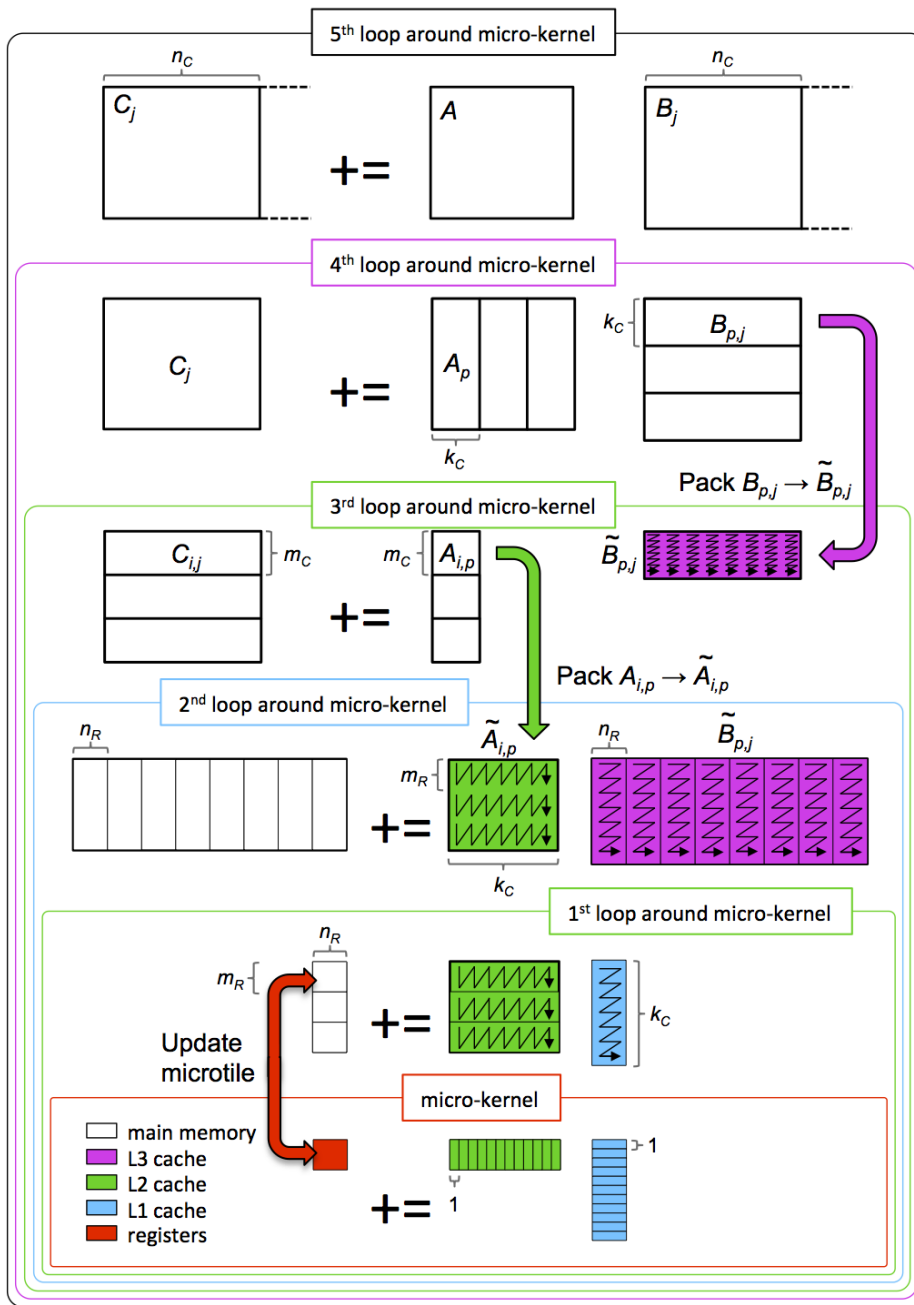 5th loop around micro-kernel
nC nC
Cj += A Bj
4th loop around micro-kernel
Cj += Ap Bp,j
kC
kC
Pack Bp,j → B̃p,j
3rd loop around micro-kernel
Ci,j mC += mC Ai,p B̃p,j
Pack Ai,p → Ãi,p
2nd loop around micro-kernel
nR Ãi,p nR B̃p,j
mR
+=
kC
1st loop around micro-kernel
nR
mR += kC
Update
microtile
micro-kernel
main memory
L3 cache
L2 cache
L1 cache
registers
+=
1
1